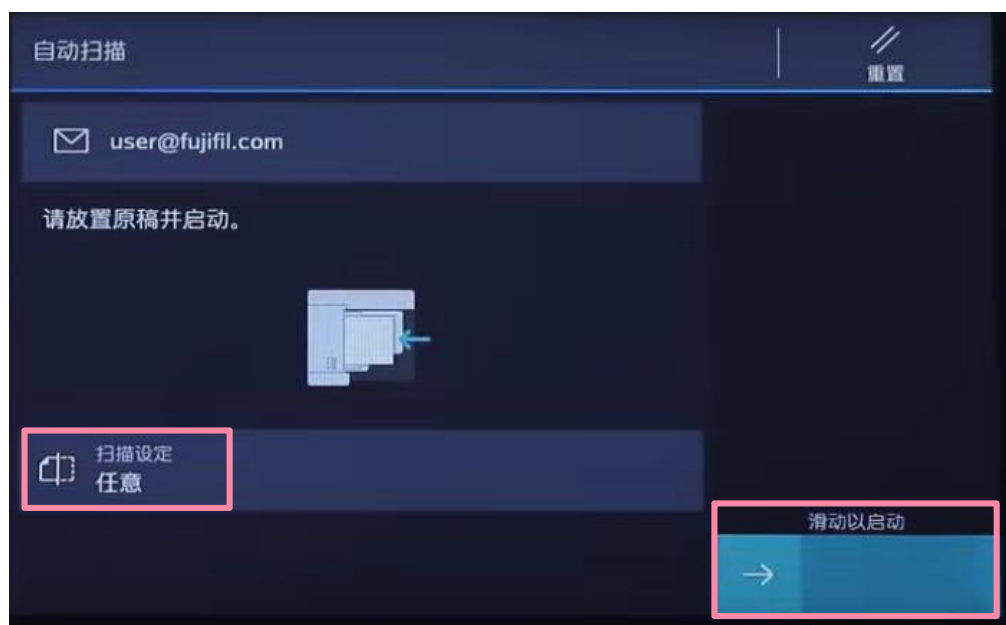 自动扫描
重置
user@fujifil.com
请放置原稿并启动。
扫描设定
任意
滑动以启动